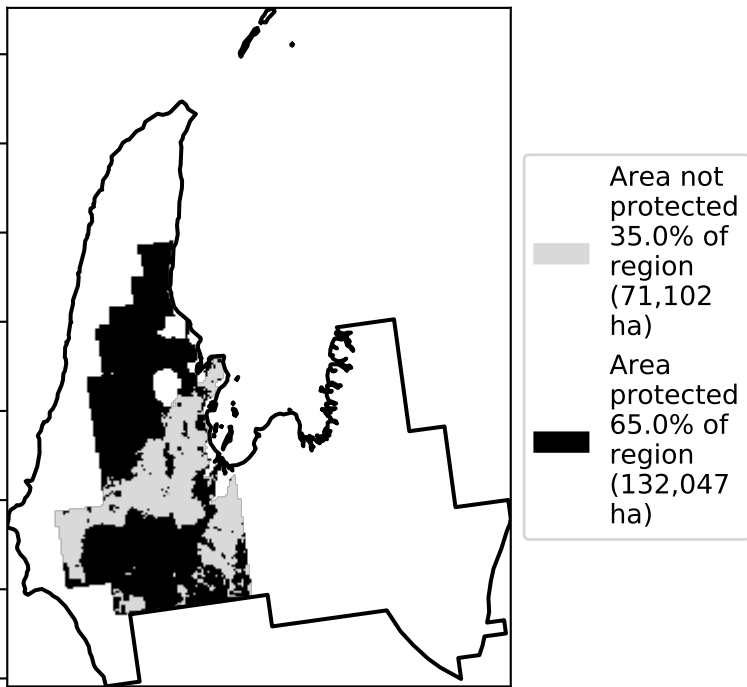 Area not
protected
35.0% of
region
(71,102
ha)
Area
protected
65.0% of
region
(132,047
ha)